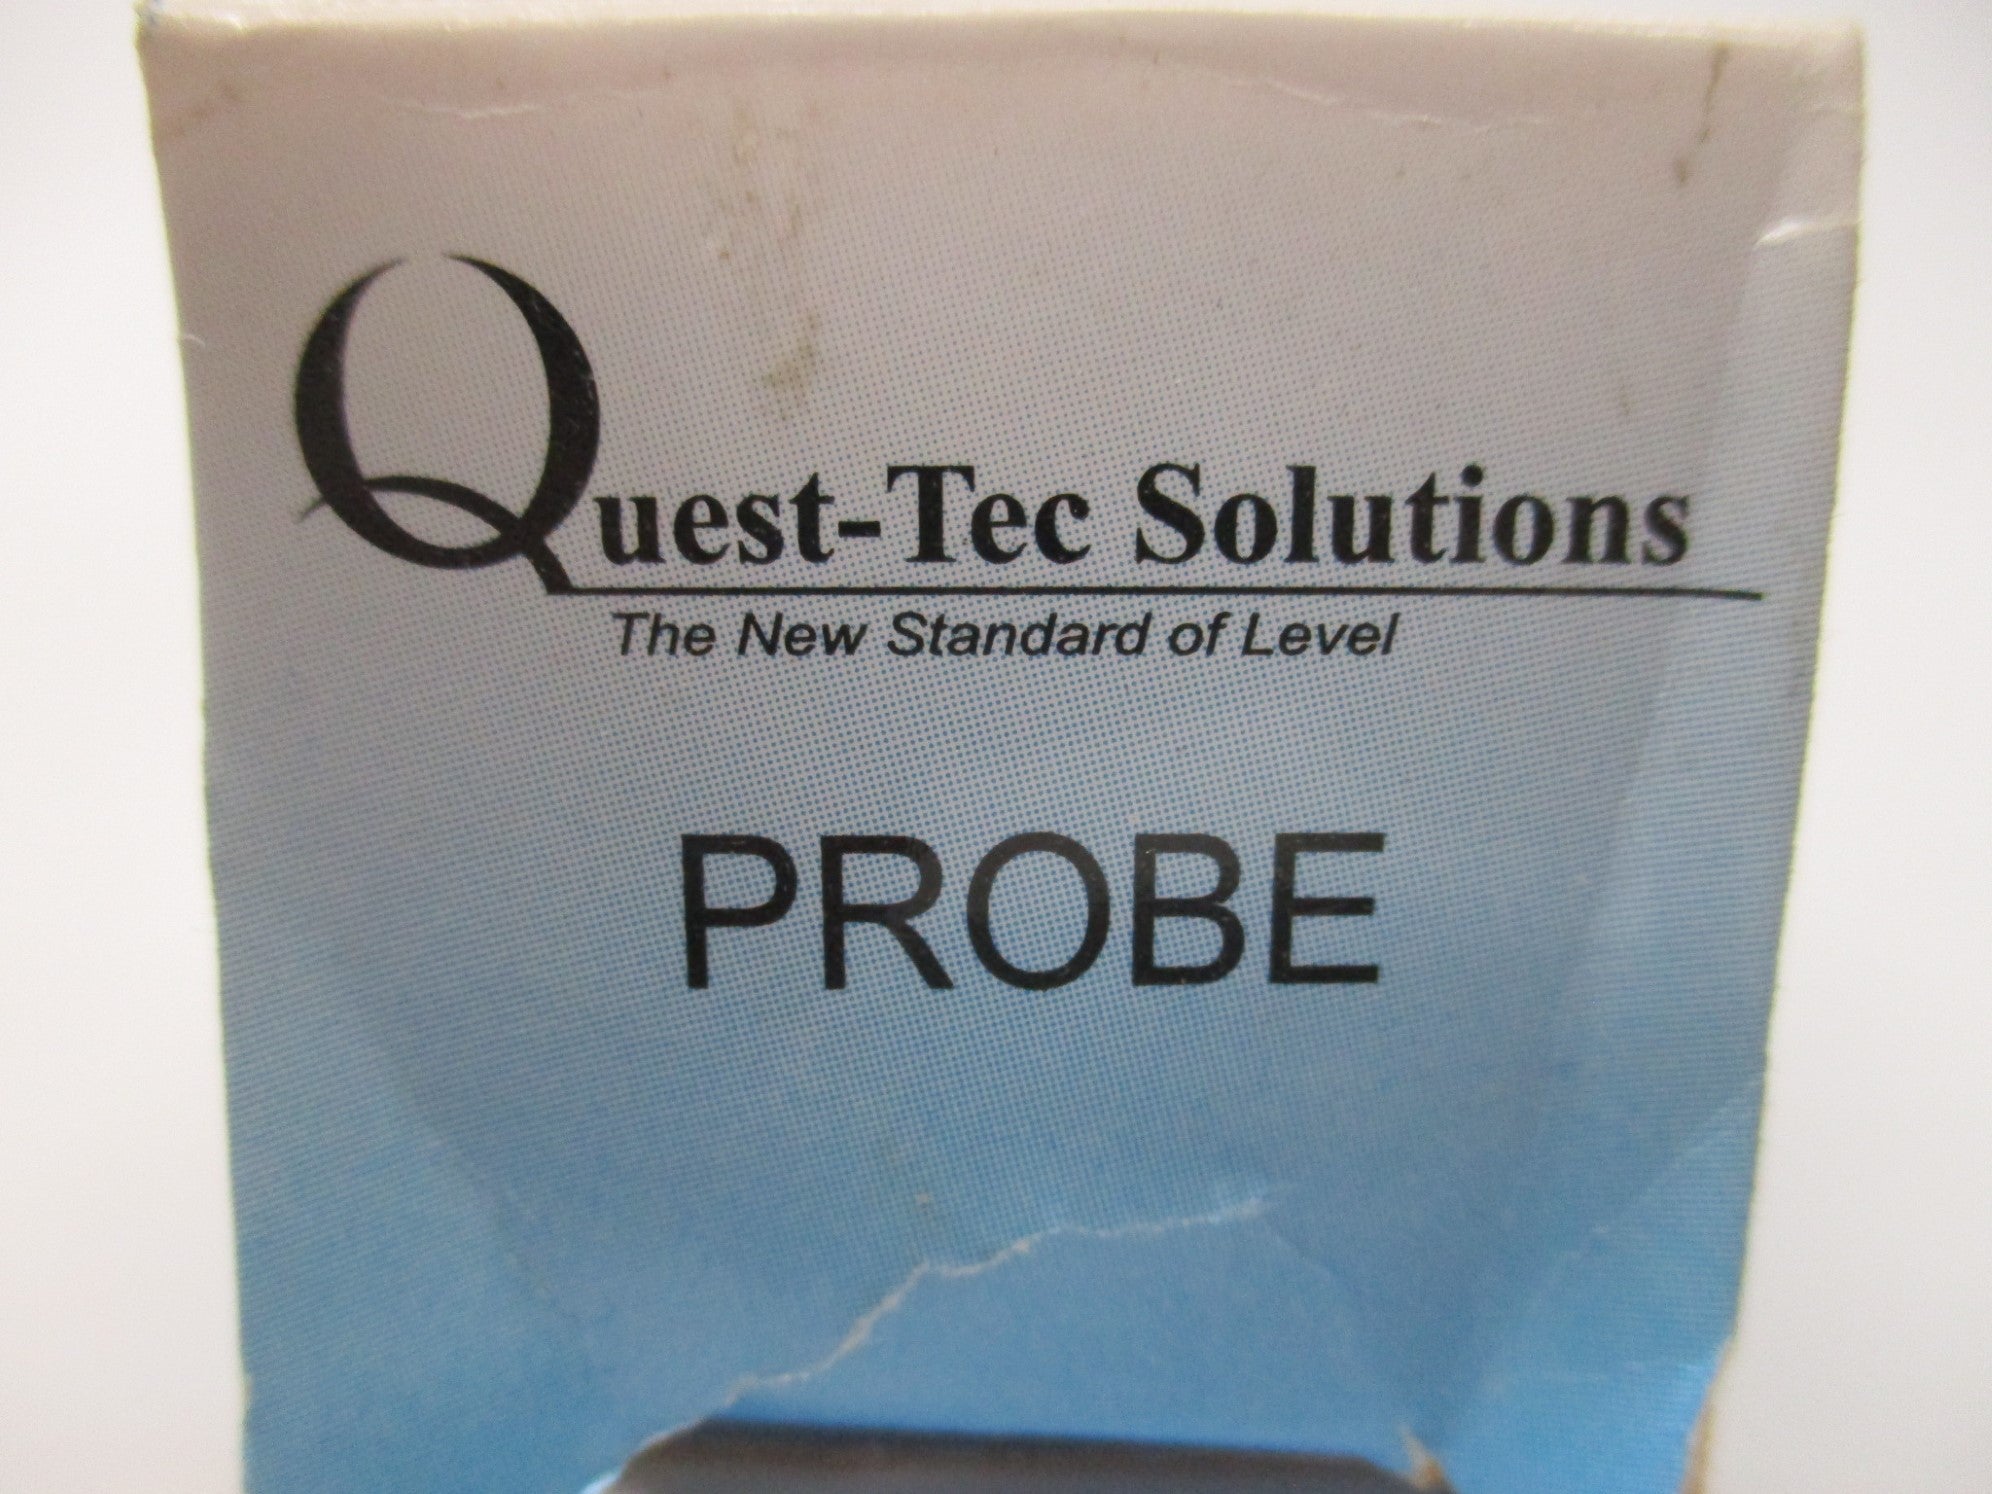 Quest-Tec Solutions
The New Standard of Level
PROBE